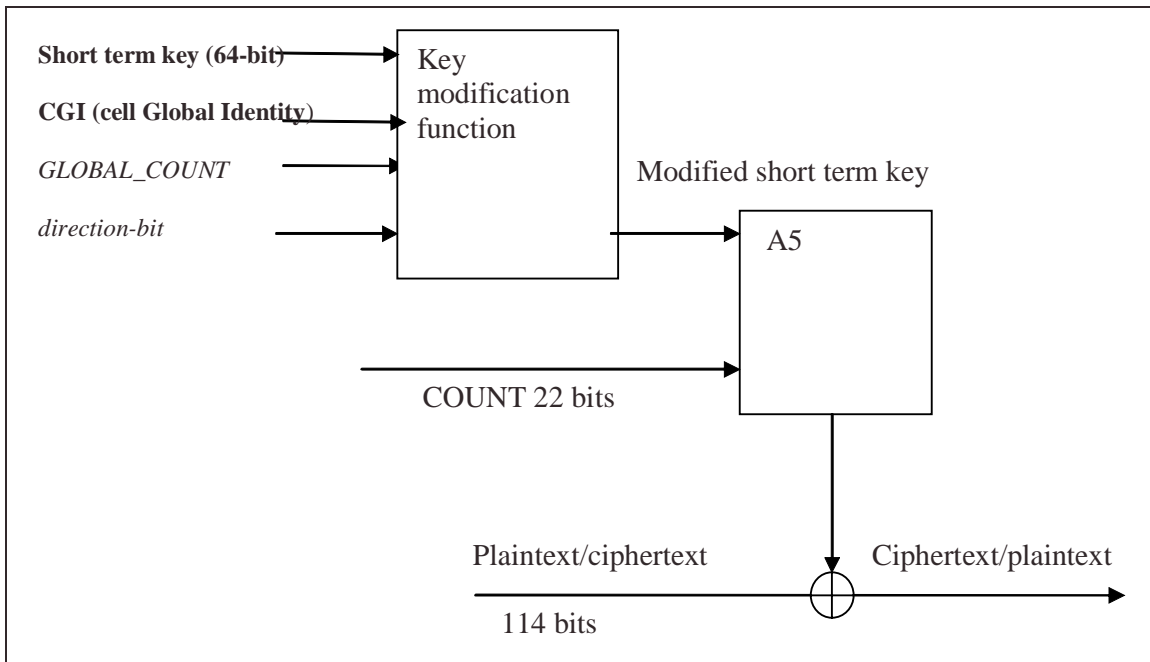 Short term key (64-bit)
Key
modification
function
CGI (cell Global Identity)
GLOBAL_COUNT
direction-bit
Modified short term key
A5
COUNT 22 bits
Plaintext/ciphertext
Ciphertext/plaintext
114 bits